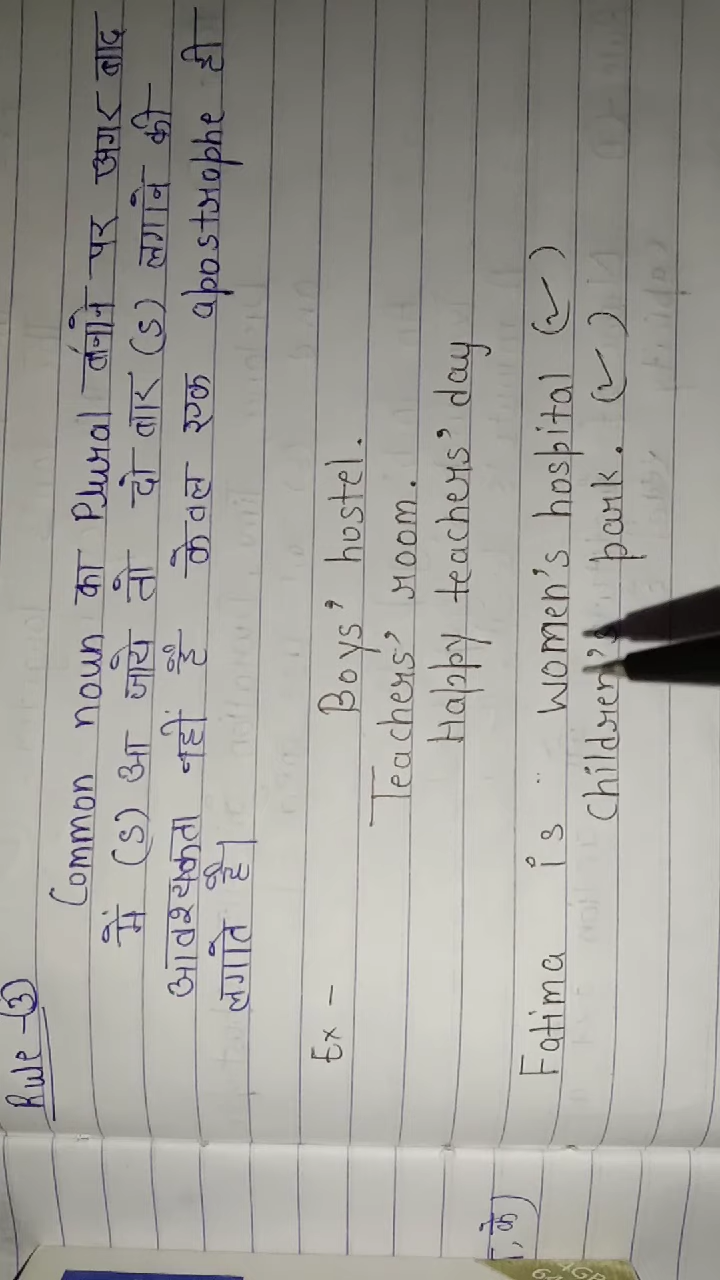 Rule -(3)
Common noun का Plural बनाने पर अगर बाद
में (s) आ जाये तो दो बार (s) लगाने की
आवश्यकता नहीं है केवल एक apostrophe ही
लगाते है।
Ex - Boys' hostel.
Teachers' room.
Happy teachers' day
Fatima is women's hospital (✓)
Children's park. (✓)